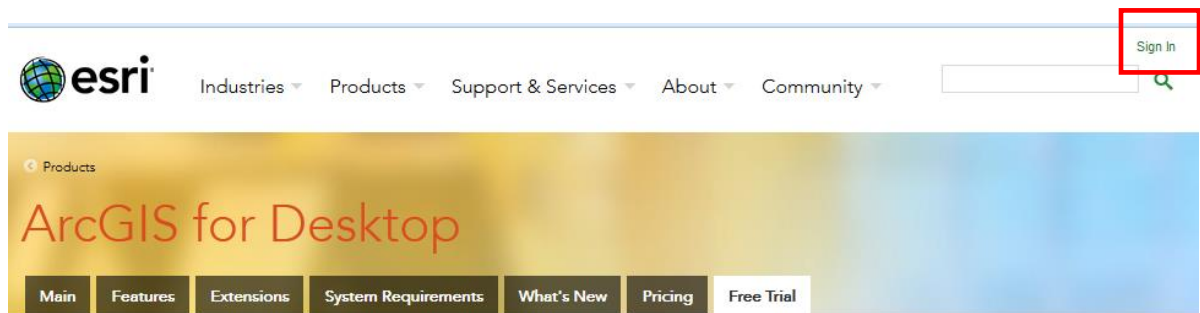 Sign In
esri
Industries Products Support & Services About Community
Products
ArcGIS for Desktop
Main Features Extensions System Requirements What's New Pricing Free Trial